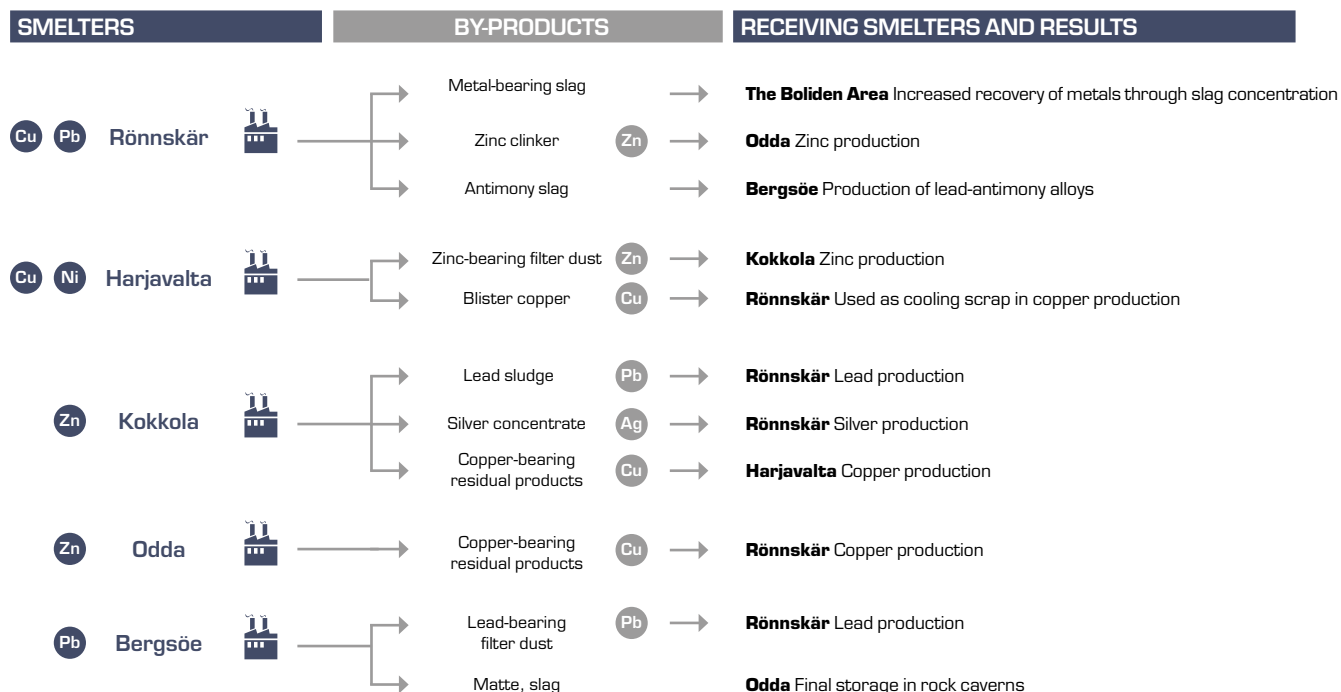 SMELTERS BY-PRODUCTS RECEIVING SMELTERS AND RESULTS
Metal-bearing slag The Boliden Area Increased recovery of metals through slag concentration
Cu Pb Rönnskär Zinc clinker Zn Odda Zinc production
Antimony slag Bergsöe Production of lead-antimony alloys
Zinc-bearing filter dust Zn Kokkola Zinc production
Cu Ni Harjavalta
Blister copper Cu Rönnskär Used as cooling scrap in copper production
Lead sludge Pb Rönnskär Lead production
Zn Kokkola Silver concentrate Ag Rönnskär Silver production
Copper-bearing
residual products Cu Harjavalta Copper production
Zn Odda Copper-bearing
residual products Cu Rönnskär Copper production
Lead-bearing
filter dust Pb Rönnskär Lead production
Pb Bergsöe
Matte, slag Odda Final storage in rock caverns